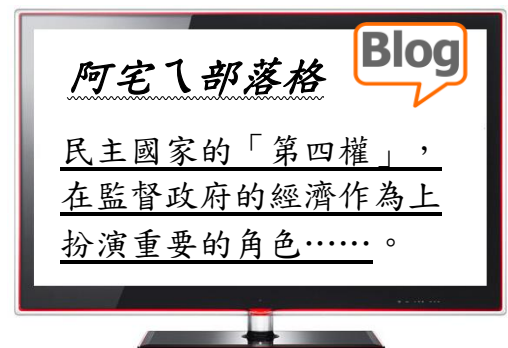 阿宅ㄟ部落格
Blog
民主國家的「第四權」，
在監督政府的經濟作為上
扮演重要的角色……。